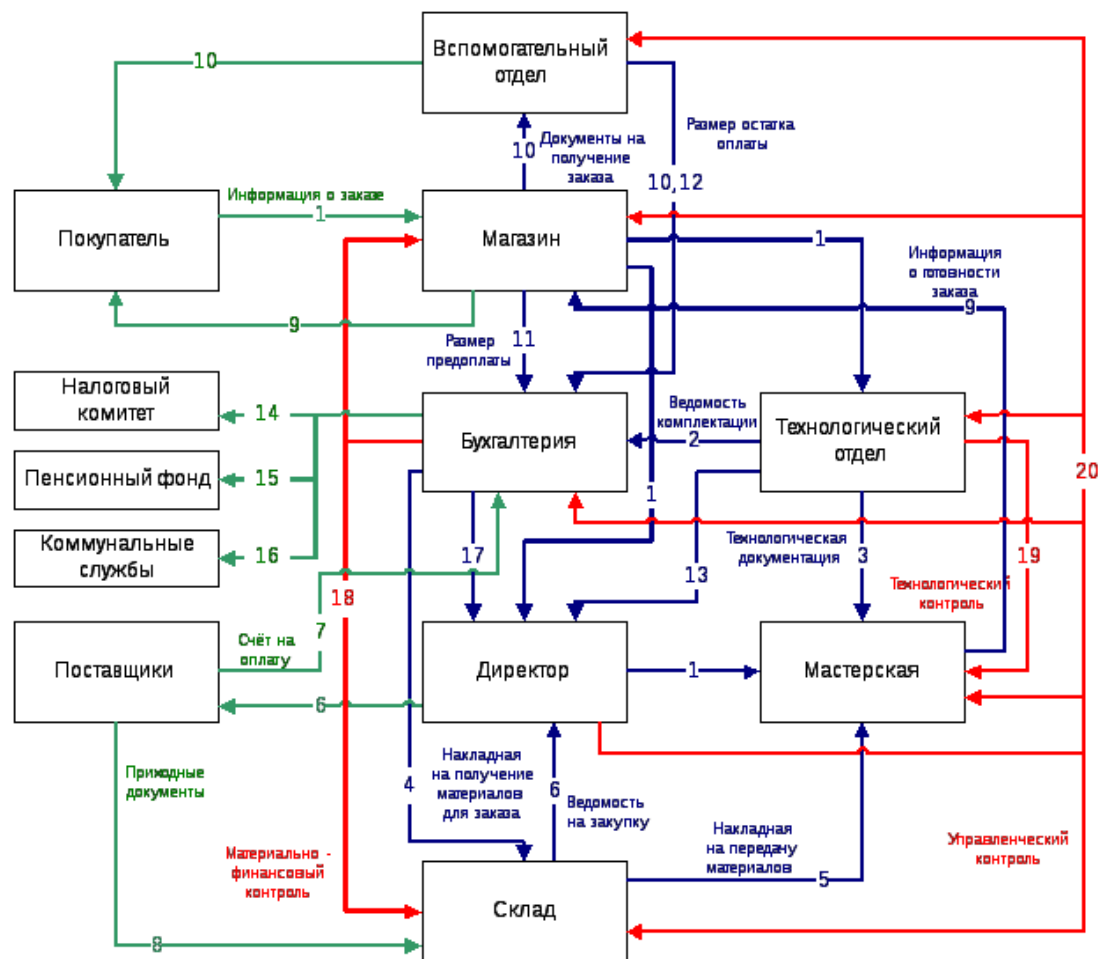 Вспомогательный
отдел
10
Размер остатка
оплаты
10
Документы на
получение
заказа
10,12
Информация о заказе
1
Покупатель
Магазин
1
Информация
о готовности
заказа
9
9
11
Размер
предоплаты
Налоговый
комитет
14
Бухгалтерия
Ведомость
комплектации
2
Технологический
отдел
Пенсионный фонд
15
20
1
Коммунальные
службы
16
17
Технологическая
документация
3
19
13
Технологический
контроль
18
7
Счёт на
оплату
Поставщики
Директор
1
Мастерская
6
Приходные
документы
4
Накладная
на получение
материалов
для заказа
6
Ведомость
на закупку
Накладная
на передачу
материалов
5
Управленческий
контроль
Материально -
финансовый
контроль
Склад
8